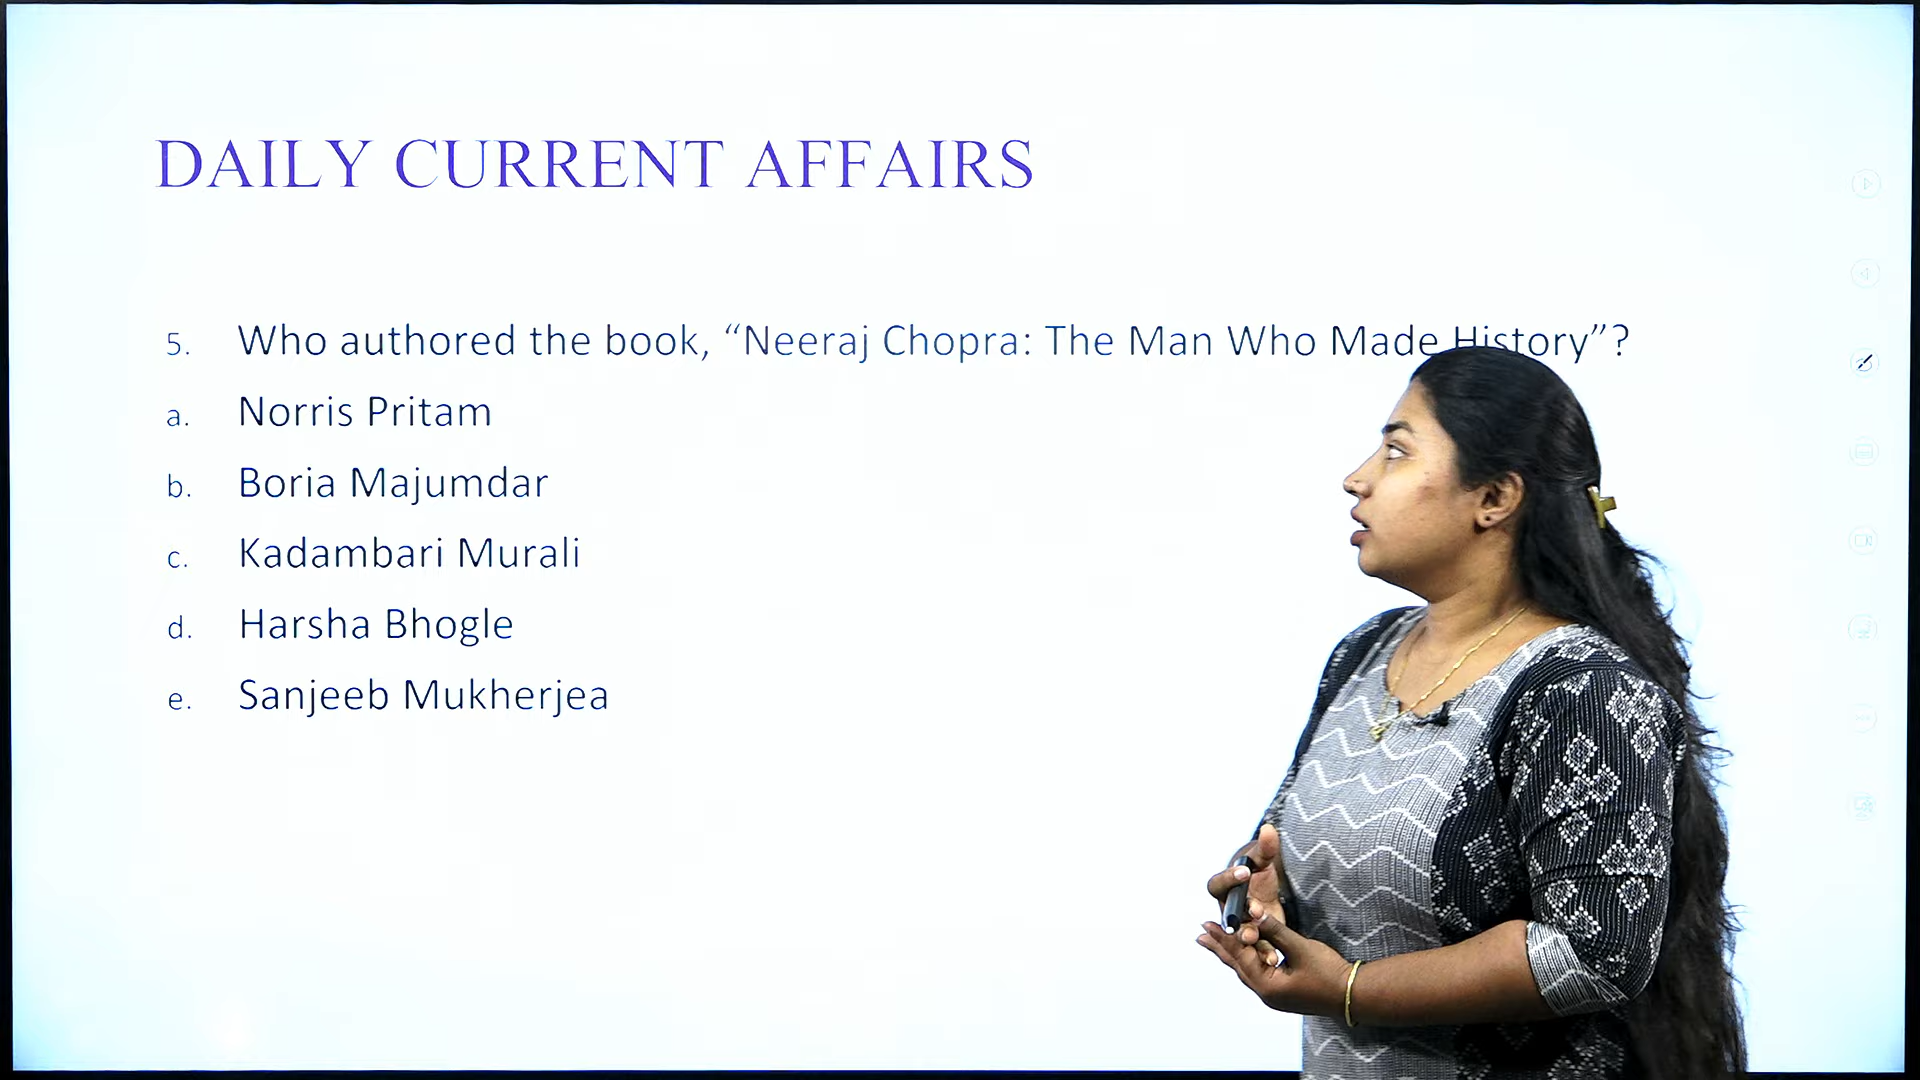 DAILY CURRENT AFFAIRS
5. Who authored the book, “Neeraj Chopra: The Man Who Made History”?
a. Norris Pritam
b. Boria Majumdar
c. Kadambari Murali
d. Harsha Bhogle
e. Sanjeeb Mukherjea